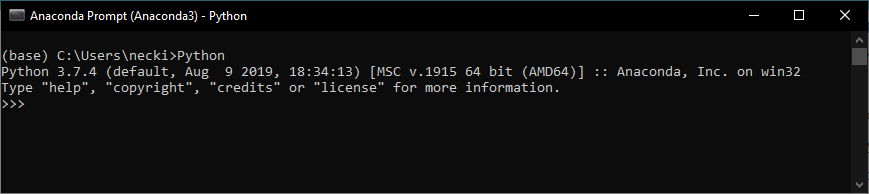 Anaconda Prompt (Anaconda3) - Python
(base) C:\Users\necki>Python
Python 3.7.4 (default, Aug  9 2019, 18:34:13) [MSC v.1915 64 bit (AMD64)] :: Anaconda, Inc. on win32
Type "help", "copyright", "credits" or "license" for more information.
>>>